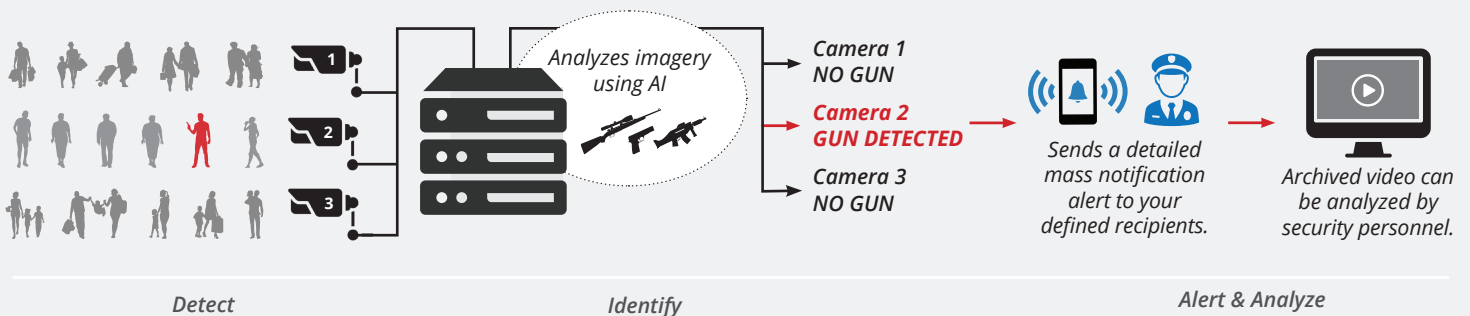 1
2
3
Analyzes imagery
using AI
Camera 1
NO GUN
Camera 2
GUN DETECTED
Camera 3
NO GUN
Sends a detailed
mass notification
alert to your
defined recipients.
Archived video can
be analyzed by
security personnel.
Detect
Identify
Alert & Analyze